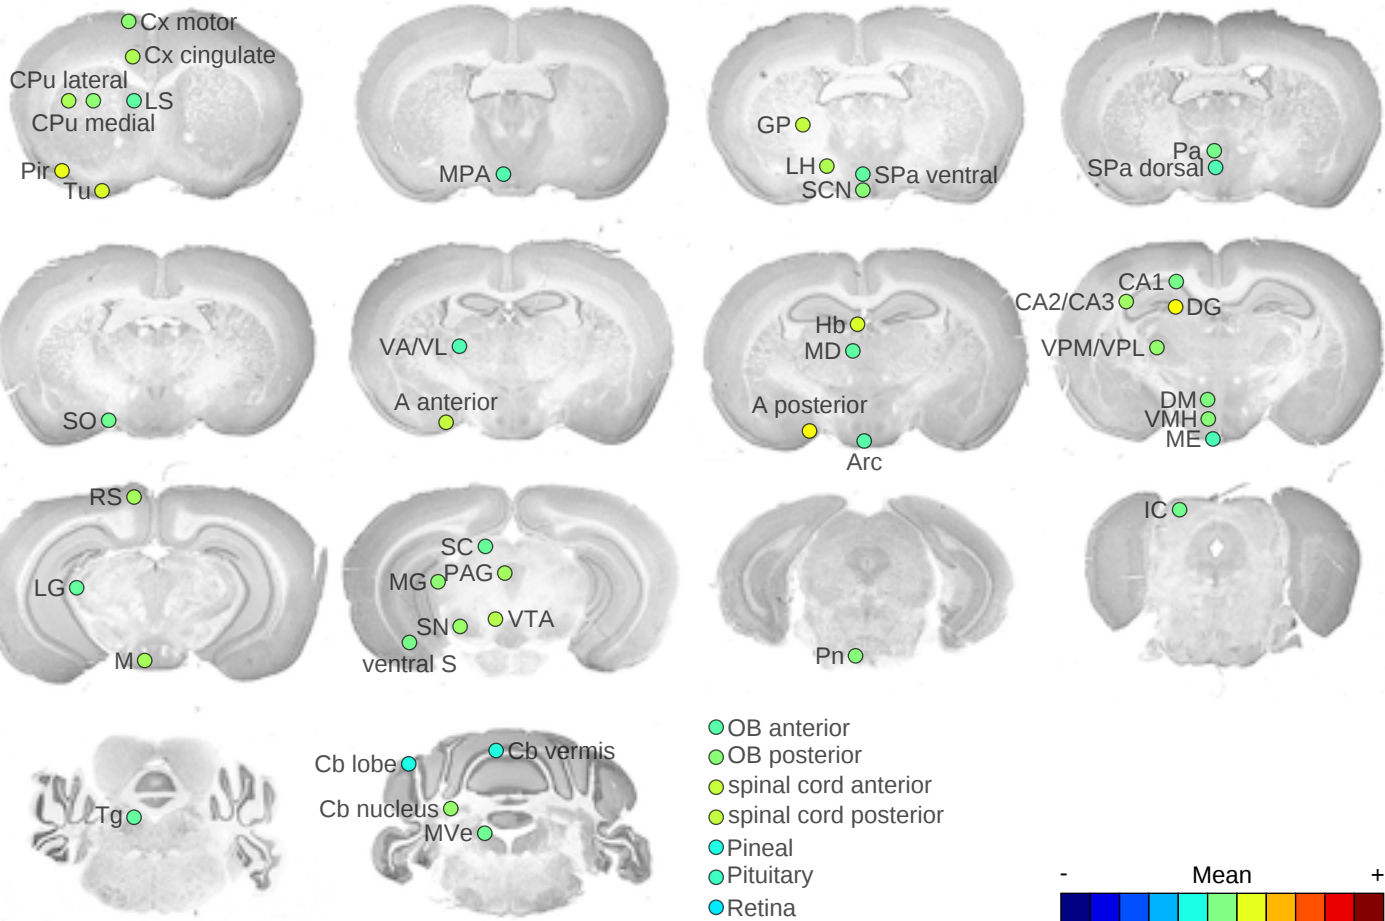 Cx motor
Cx cingulate
CPu lateral
LS
CPu medial
Pir
Tu
MPA
GP
LH
SPa ventral
SCN
Pa
SPa dorsal
SO
VA/VL
A anterior
Hb
MD
A posterior
Arc
CA1
CA2/CA3
DG
VPM/VPL
DM
VMH
ME
RS
LG
M
SC
MG
PAG
SN
VTA
ventral S
Pn
IC
Tg
Cb lobe
Cb vermis
Cb nucleus
MVe
OB anterior
OB posterior
spinal cord anterior
spinal cord posterior
Pineal
Pituitary
Retina
- Mean +